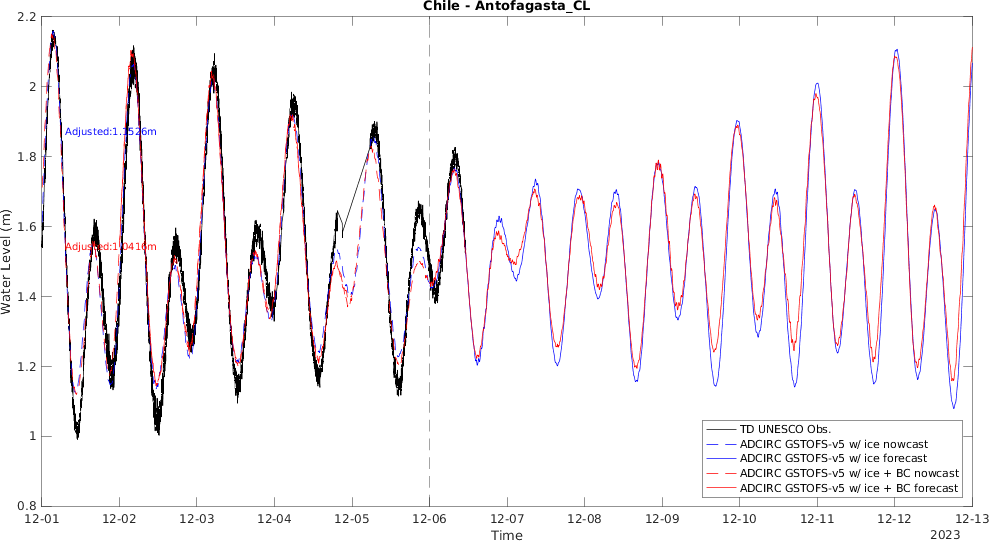 Chile - Antofagasta_CL
2.2
2
1.8
1.6
1.4
1.2
1
0.8
Water Level (m)
Adjusted:1.1526m
Adjusted:1.0416m
TD UNESCO Obs.
ADCIRC GSTOFS-v5 w/ ice nowcast
ADCIRC GSTOFS-v5 w/ ice forecast
ADCIRC GSTOFS-v5 w/ ice + BC nowcast
ADCIRC GSTOFS-v5 w/ ice + BC forecast
12-01 12-02 12-03 12-04 12-05 12-06 12-07 12-08 12-09 12-10 12-11 12-12 12-13
Time
2023